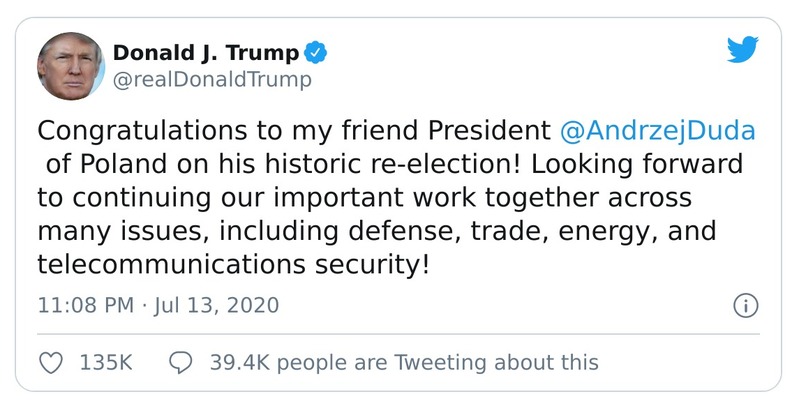 Donald J. Trump
@realDonaldTrump
Congratulations to my friend President @AndrzejDuda
of Poland on his historic re-election! Looking forward
to continuing our important work together across
many issues, including defense, trade, energy, and
telecommunications security!
11:08 PM · Jul 13, 2020
135K 39.4K people are Tweeting about this